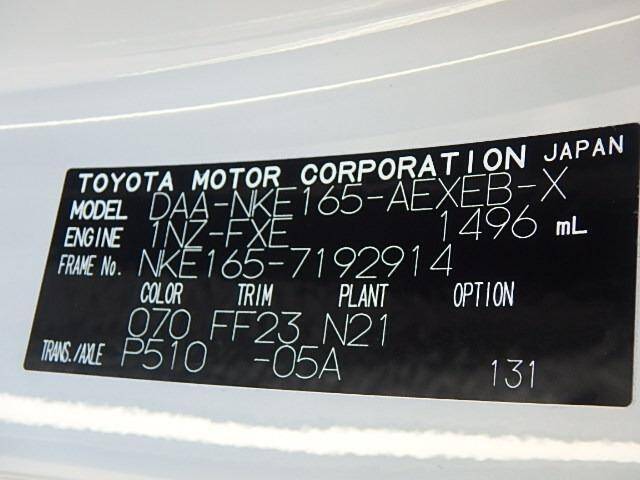 TOYOTA MOTOR CORPORATION JAPAN
MODEL DAA-NKE165-AEXEB-X
ENGINE 1NZ-FXE 1496 mL
FRAME No. NKE165-7192914
COLOR TRIM PLANT OPTION
070 FF23 N21
TRANS./AXLE P510 -05A 131